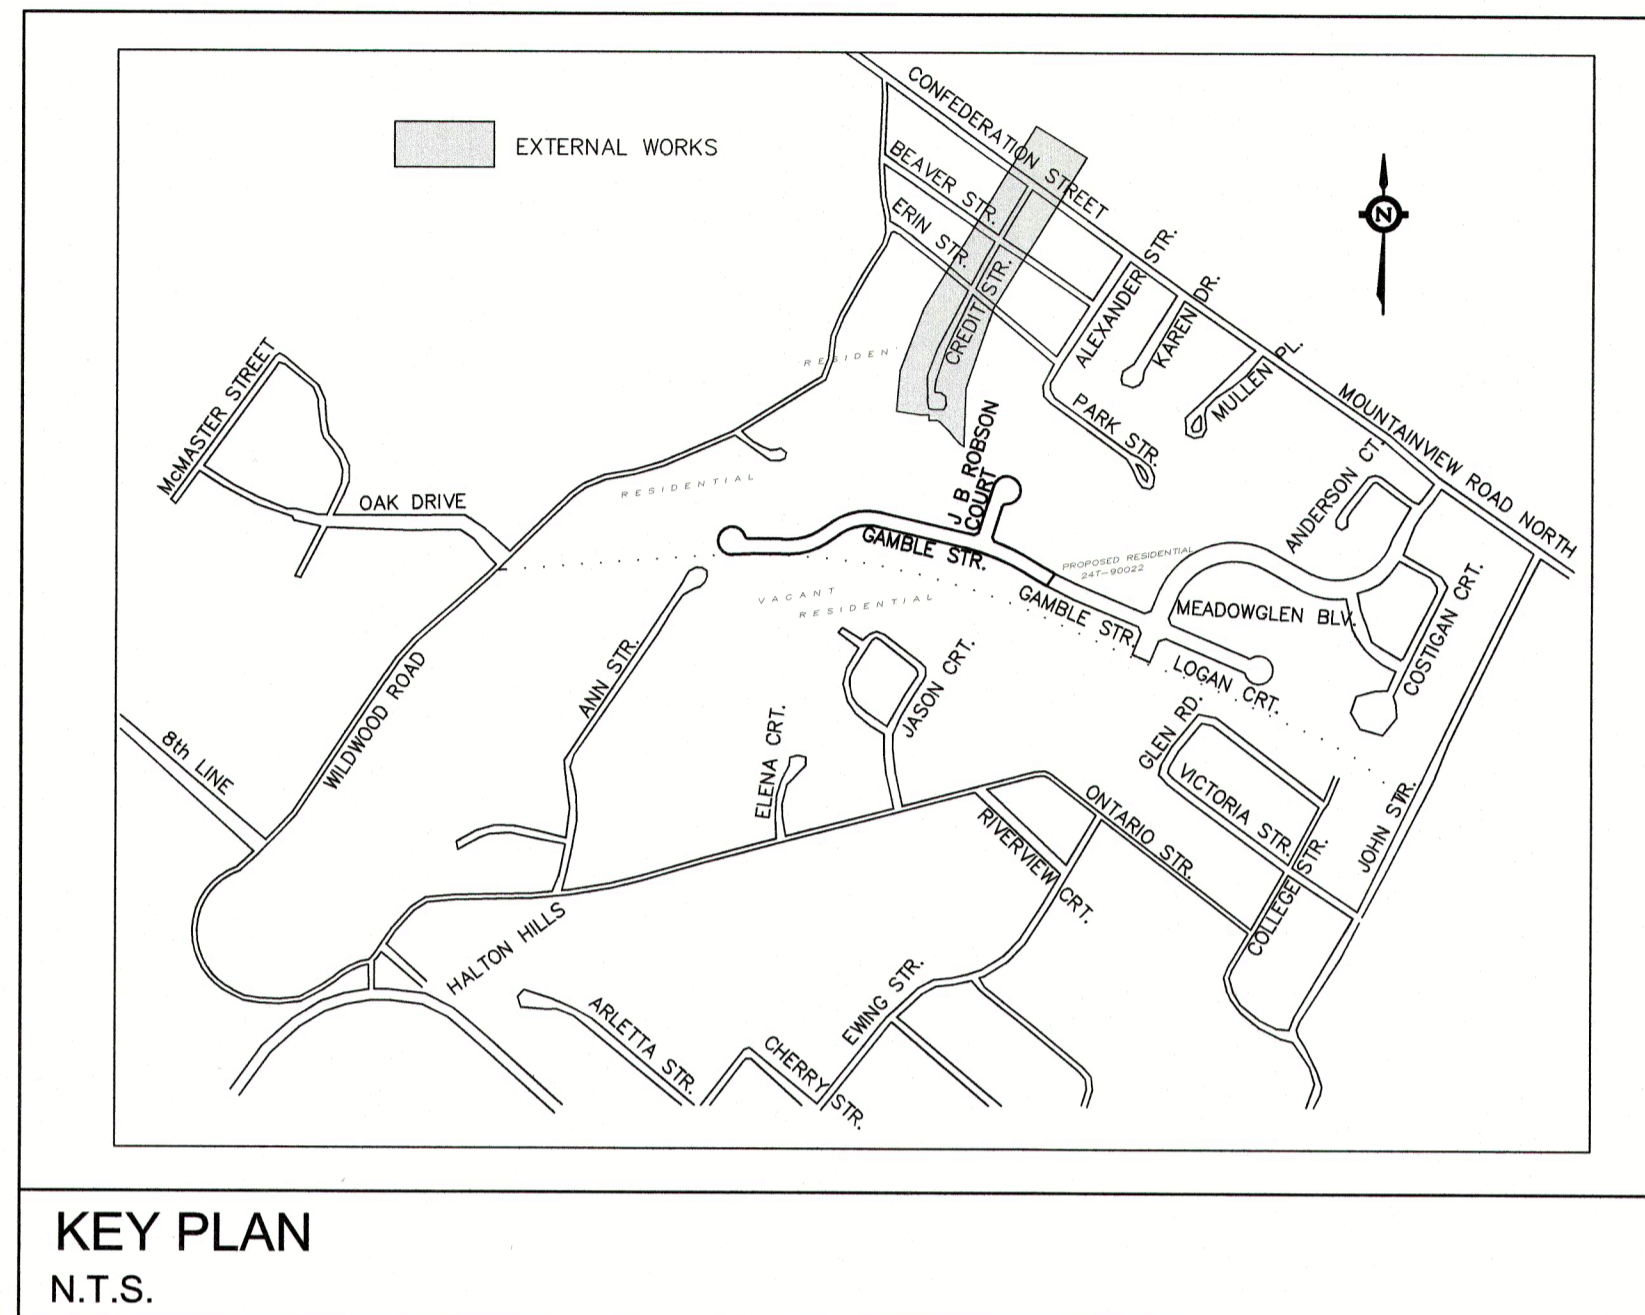 EXTERNAL WORKS
CONFEDERATION STREET
BEAVER STR.
ERIN STR.
CREDIT STR.
ALEXANDER STR.
KAREN DR.
MULLEN PL.
N
MOUNTAINVIEW ROAD NORTH
PARK STR.
ANDERSON CT.
McMASTER STREET
OAK DRIVE
RESIDEN
RESIDENTIAL
J B ROBSON
COURT
GAMBLE STR.
PROPOSED RESIDENTIAL
24T-90022
VACANT
RESIDENTIAL
GAMBLE STR.
MEADOWGLEN BLV.
COSTIGAN CRT.
LOGAN CRT.
ANN STR.
JASON CRT.
ELENA CRT.
WILDWOOD ROAD
8th LINE
GLEN RD.
VICTORIA STR.
JOHN STR.
ONTARIO STR.
RIVERVIEW CRT.
COLLEGE STR.
HALTON HILLS
ARLETTA STR.
CHERRY STR.
EWING STR.
KEY PLAN
N.T.S.